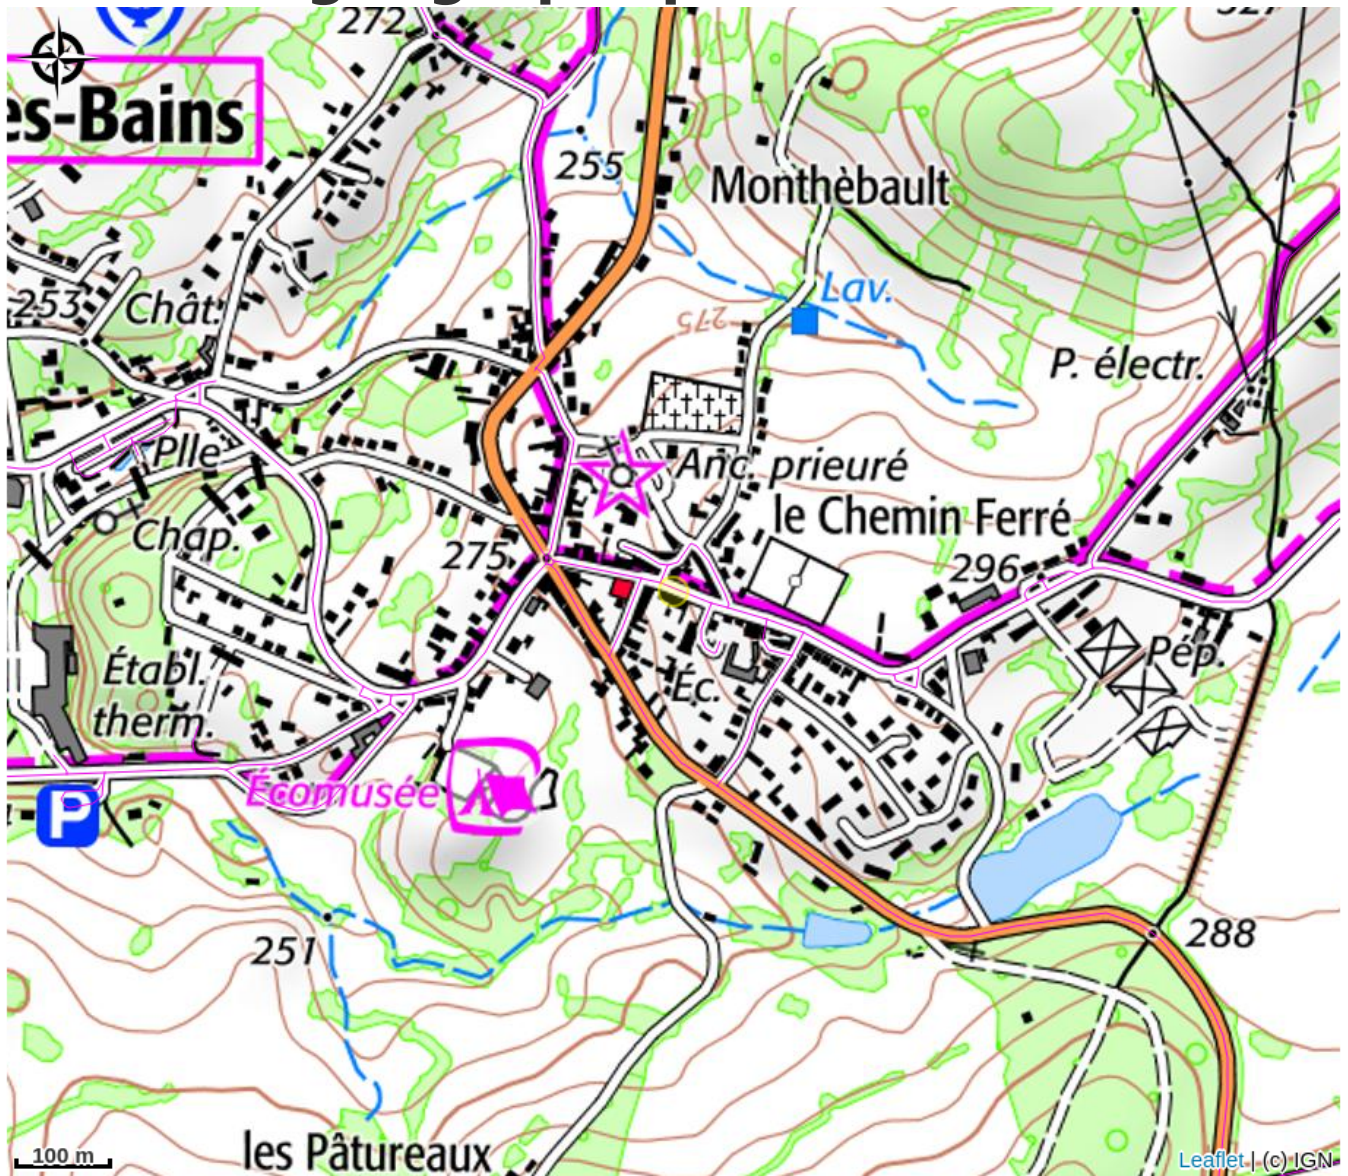 272
es-Bains
255
Monthèbault
253
Chât.
Lav.
275
P. électr.
Plle
Anc. prieuré
le Chemin Ferré
Chap.
275
296
Établ.
therm.
Éc.
Pép.
Écomusée
P
251
288
les Pâtureaux
100 m
Leaflet | (c) IGN